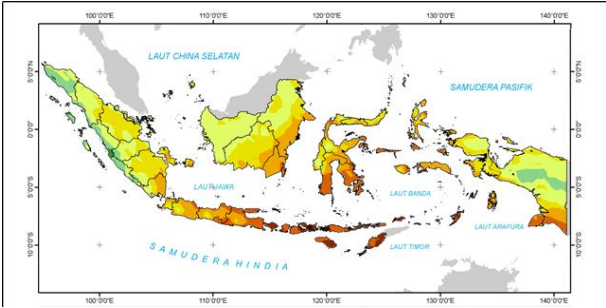 100°0'0"E 110°0'0"E 120°0'0"E 130°0'0"E 140°0'0"E
LAUT CHINA SELATAN
5°0'0"N 5°0'0"N
SAMUDERA PASIFIK
0°0'0" 0°0'0"
LAUT JAWA
LAUT BANDA
5°0'0"S 5°0'0"S
LAUT ARAFURA
LAUT TIMOR
10°0'0"S 10°0'0"S
SAMUDERA HINDIA
100°0'0"E 110°0'0"E 120°0'0"E 130°0'0"E 140°0'0"E